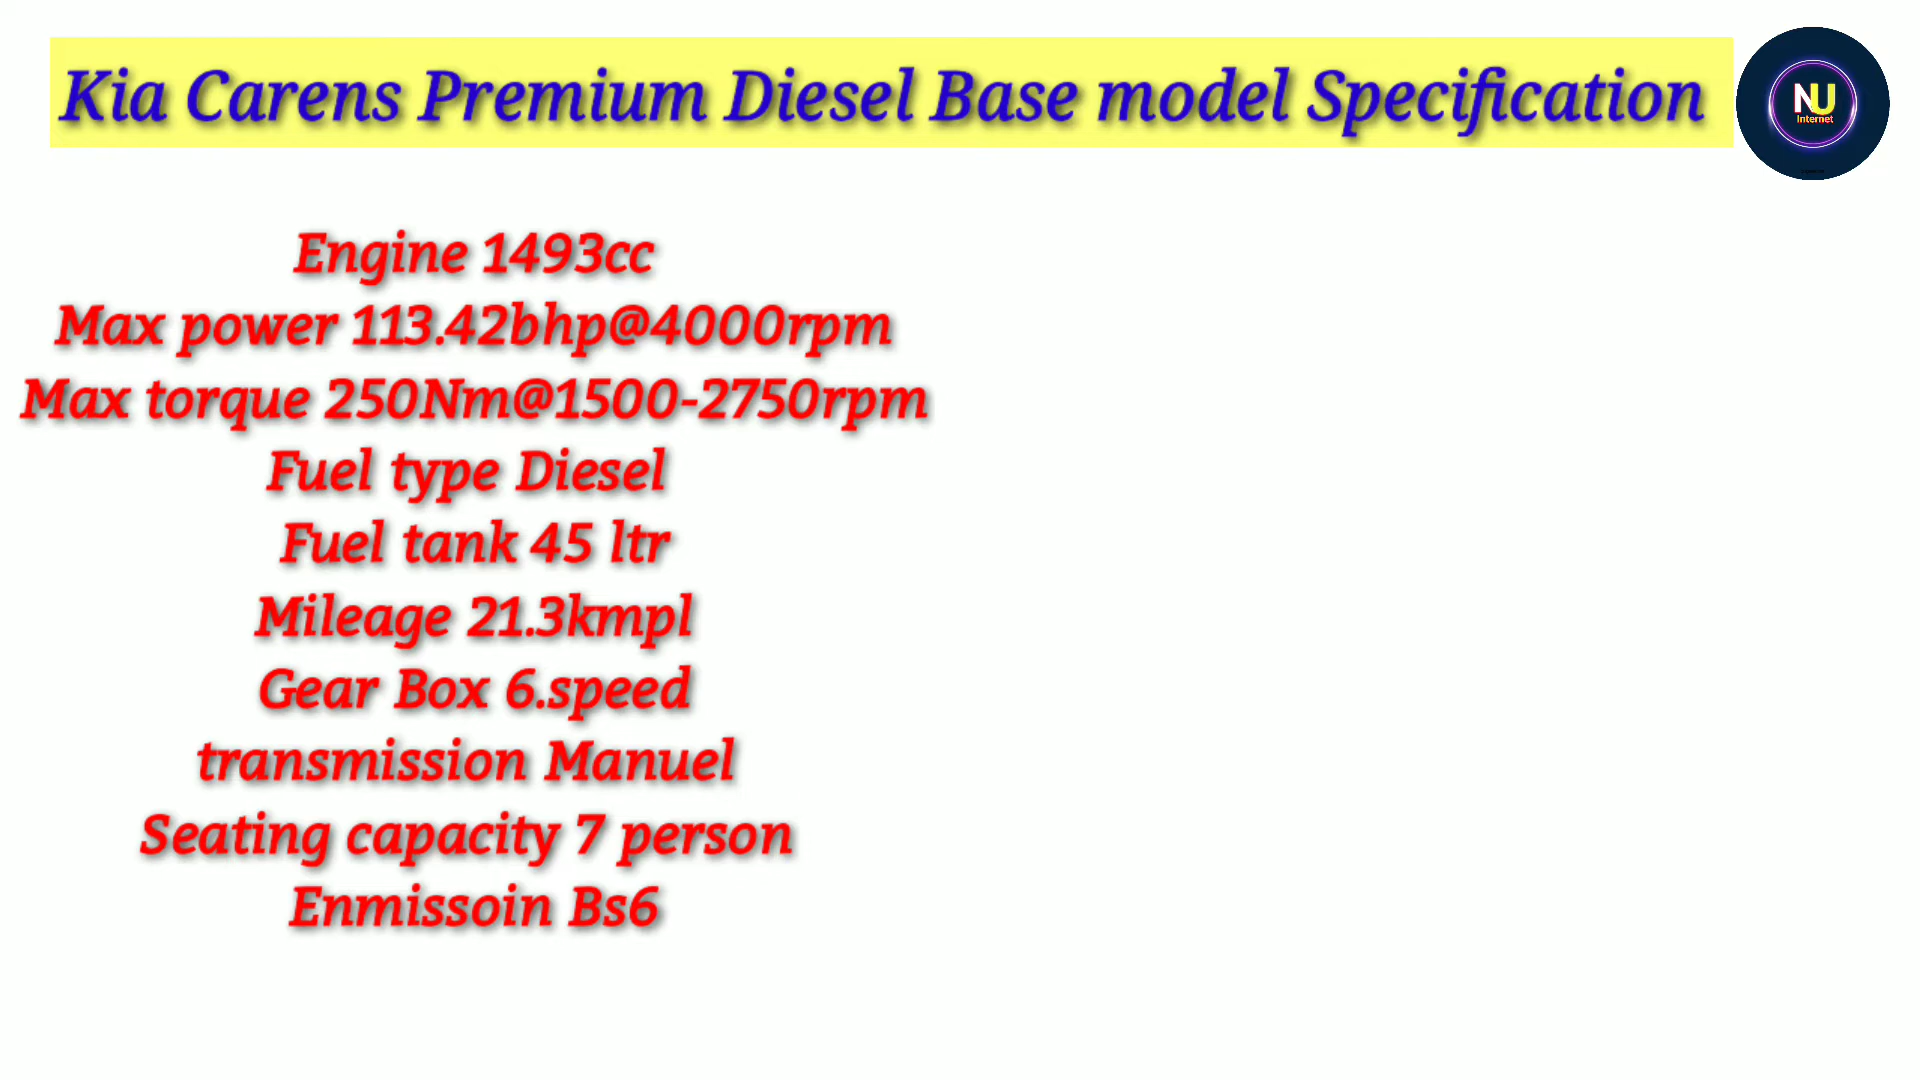 Kia Carens Premium Diesel Base model Specification
NU
Internet
Engine 1493cc
Max power 113.42bhp@4000rpm
Max torque 250Nm@1500-2750rpm
Fuel type Diesel
Fuel tank 45 ltr
Mileage 21.3kmpl
Gear Box 6.speed
transmission Manuel
Seating capacity 7 person
Enmissoin Bs6